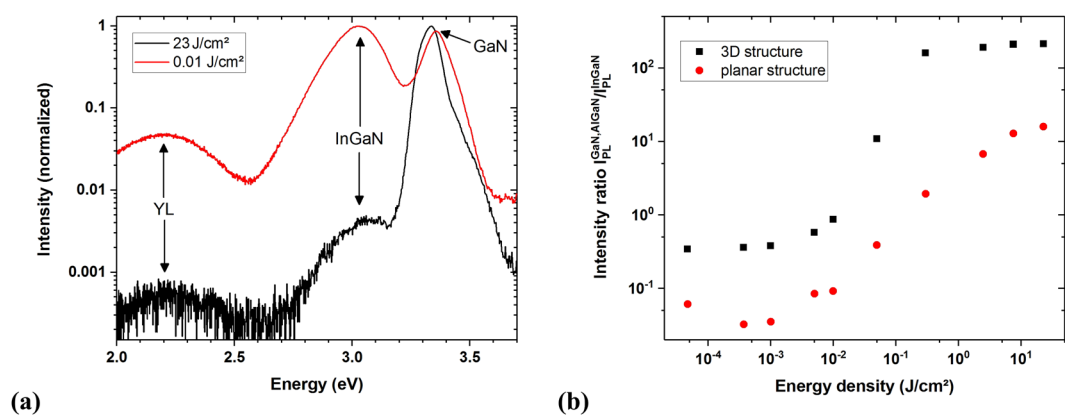 23 J/cm²
0.01 J/cm²
GaN
InGaN
YL
1
0.1
0.01
0.001
Intensity (normalized)
2.0 2.5 3.0 3.5
Energy (eV)
(a)
3D structure
planar structure
10²
10¹
10⁰
10⁻¹
Intensity ratio I_PL^GaN,AlGaN/I_PL^InGaN
10⁻⁴ 10⁻³ 10⁻² 10⁻¹ 10⁰ 10¹
Energy density (J/cm²)
(b)